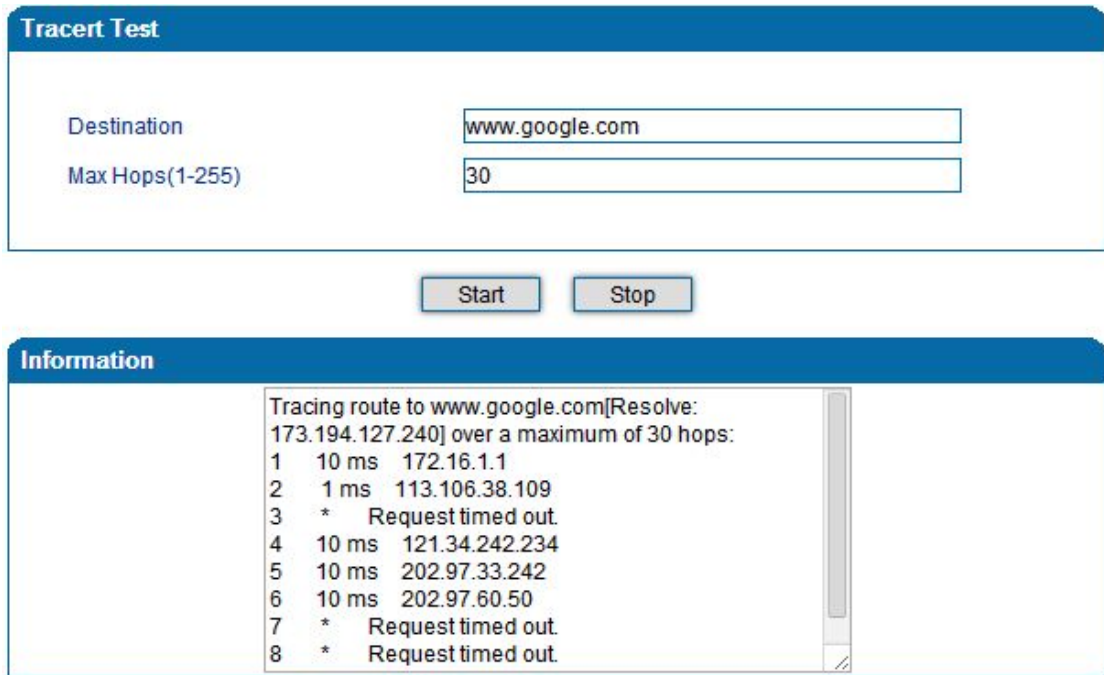 Tracert Test
Destination www.google.com
Max Hops(1-255) 30
Start Stop
Information
Tracing route to www.google.com[Resolve:
173.194.127.240] over a maximum of 30 hops:
1 10 ms 172.16.1.1
2 1 ms 113.106.38.109
3 * Request timed out.
4 10 ms 121.34.242.234
5 10 ms 202.97.33.242
6 10 ms 202.97.60.50
7 * Request timed out.
8 * Request timed out.